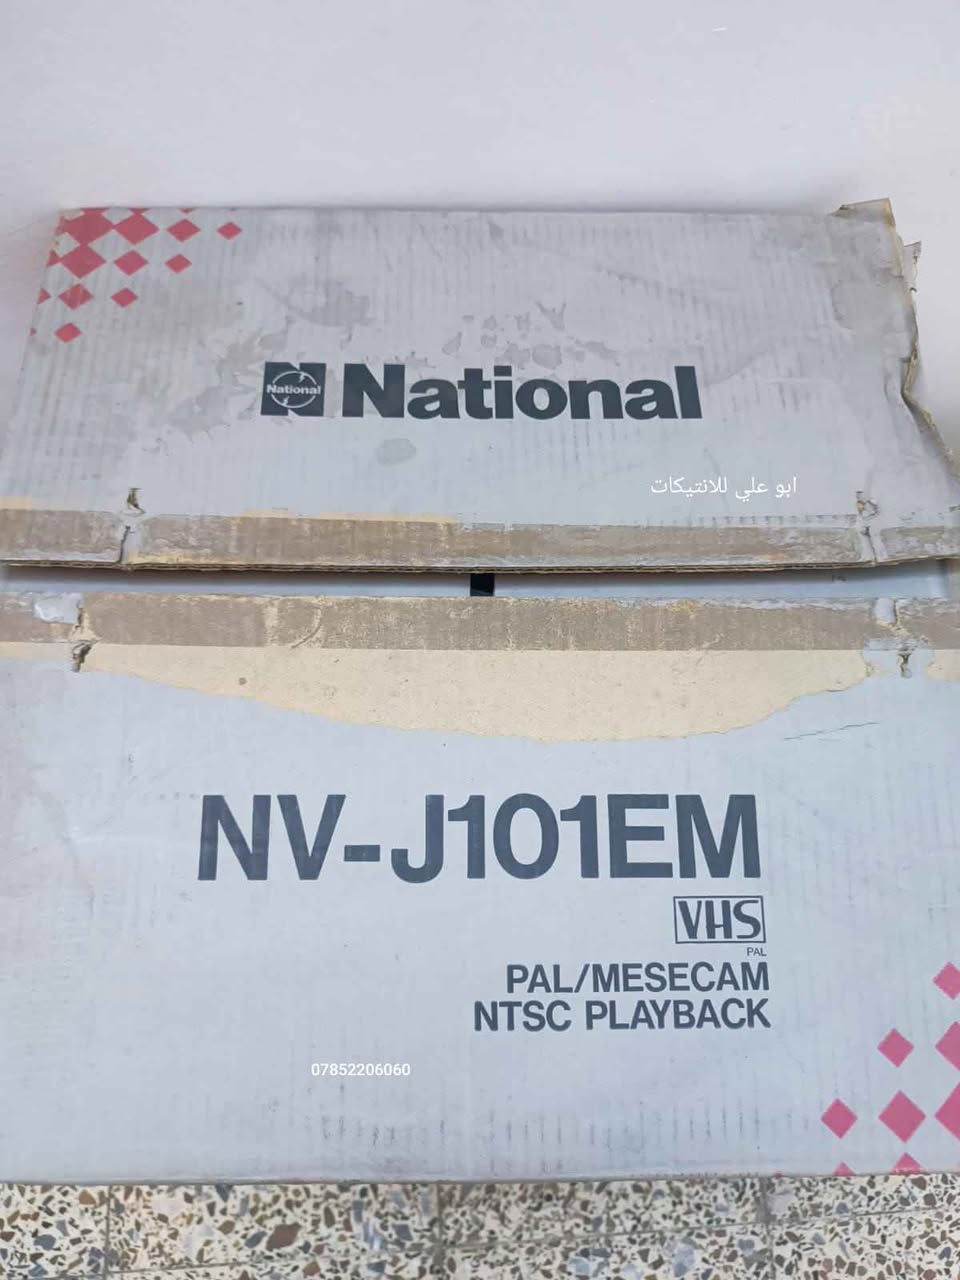 National
National
ابو علي للانتيكات
NV-J101EM
VHS
PAL
PAL/MESECAM
NTSC PLAYBACK
07852206060